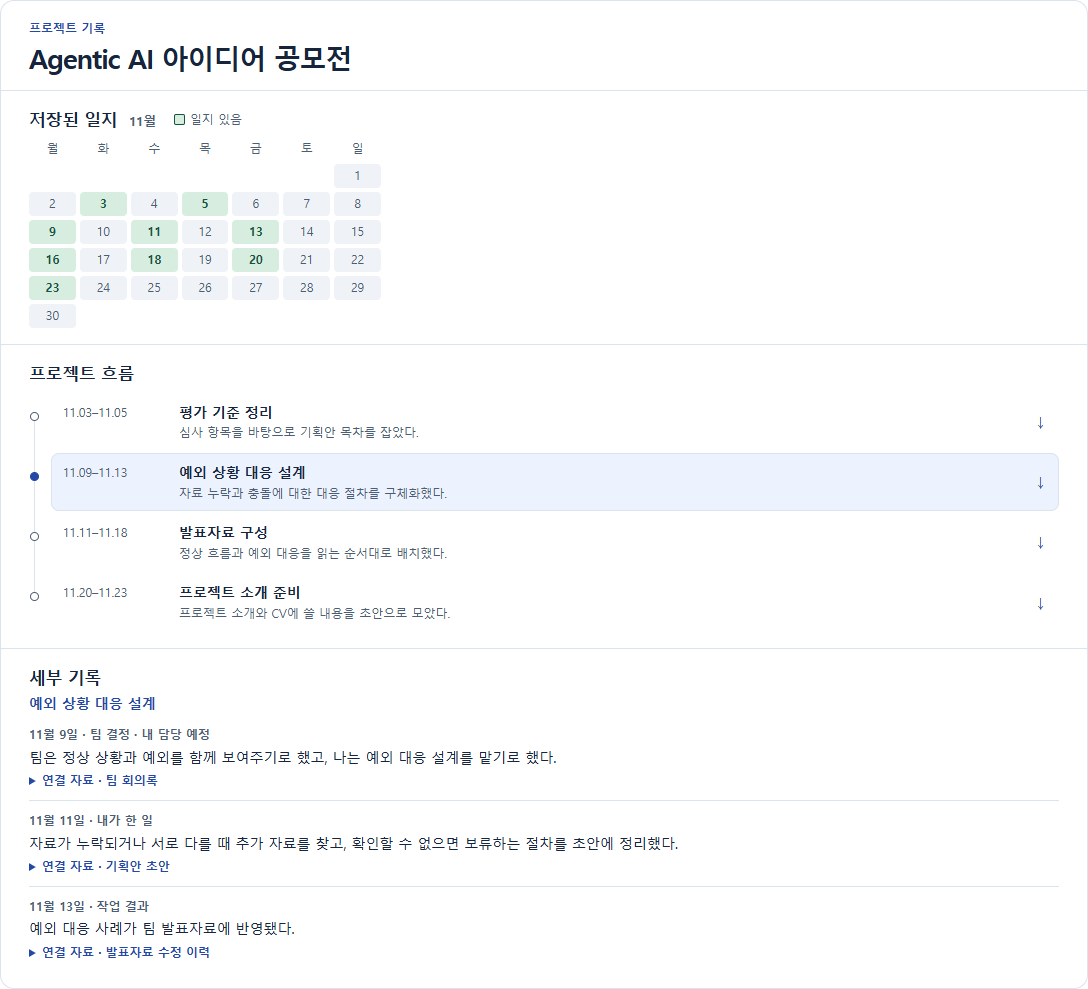 프로젝트 기록
Agentic AI 아이디어 공모전
저장된 일지 11월 일지 있음
월 화 수 목 금 토 일
1
2 3 4 5 6 7 8
9 10 11 12 13 14 15
16 17 18 19 20 21 22
23 24 25 26 27 28 29
30
프로젝트 흐름
11.03–11.05 평가 기준 정리 ↓
심사 항목을 바탕으로 기획안 목차를 잡았다.
11.09–11.13 예외 상황 대응 설계 ↓
자료 누락과 충돌에 대한 대응 절차를 구체화했다.
11.11–11.18 발표자료 구성 ↓
정상 흐름과 예외 대응을 읽는 순서대로 배치했다.
11.20–11.23 프로젝트 소개 준비 ↓
프로젝트 소개와 CV에 쓸 내용을 초안으로 모았다.
세부 기록
예외 상황 대응 설계
11월 9일 · 팀 결정 · 내 담당 예정
팀은 정상 상황과 예외를 함께 보여주기로 했고, 나는 예외 대응 설계를 맡기로 했다.
▶ 연결 자료 · 팀 회의록
11월 11일 · 내가 한 일
자료가 누락되거나 서로 다를 때 추가 자료를 찾고, 확인할 수 없으면 보류하는 절차를 초안에 정리했다.
▶ 연결 자료 · 기획안 초안
11월 13일 · 작업 결과
예외 대응 사례가 팀 발표자료에 반영됐다.
▶ 연결 자료 · 발표자료 수정 이력